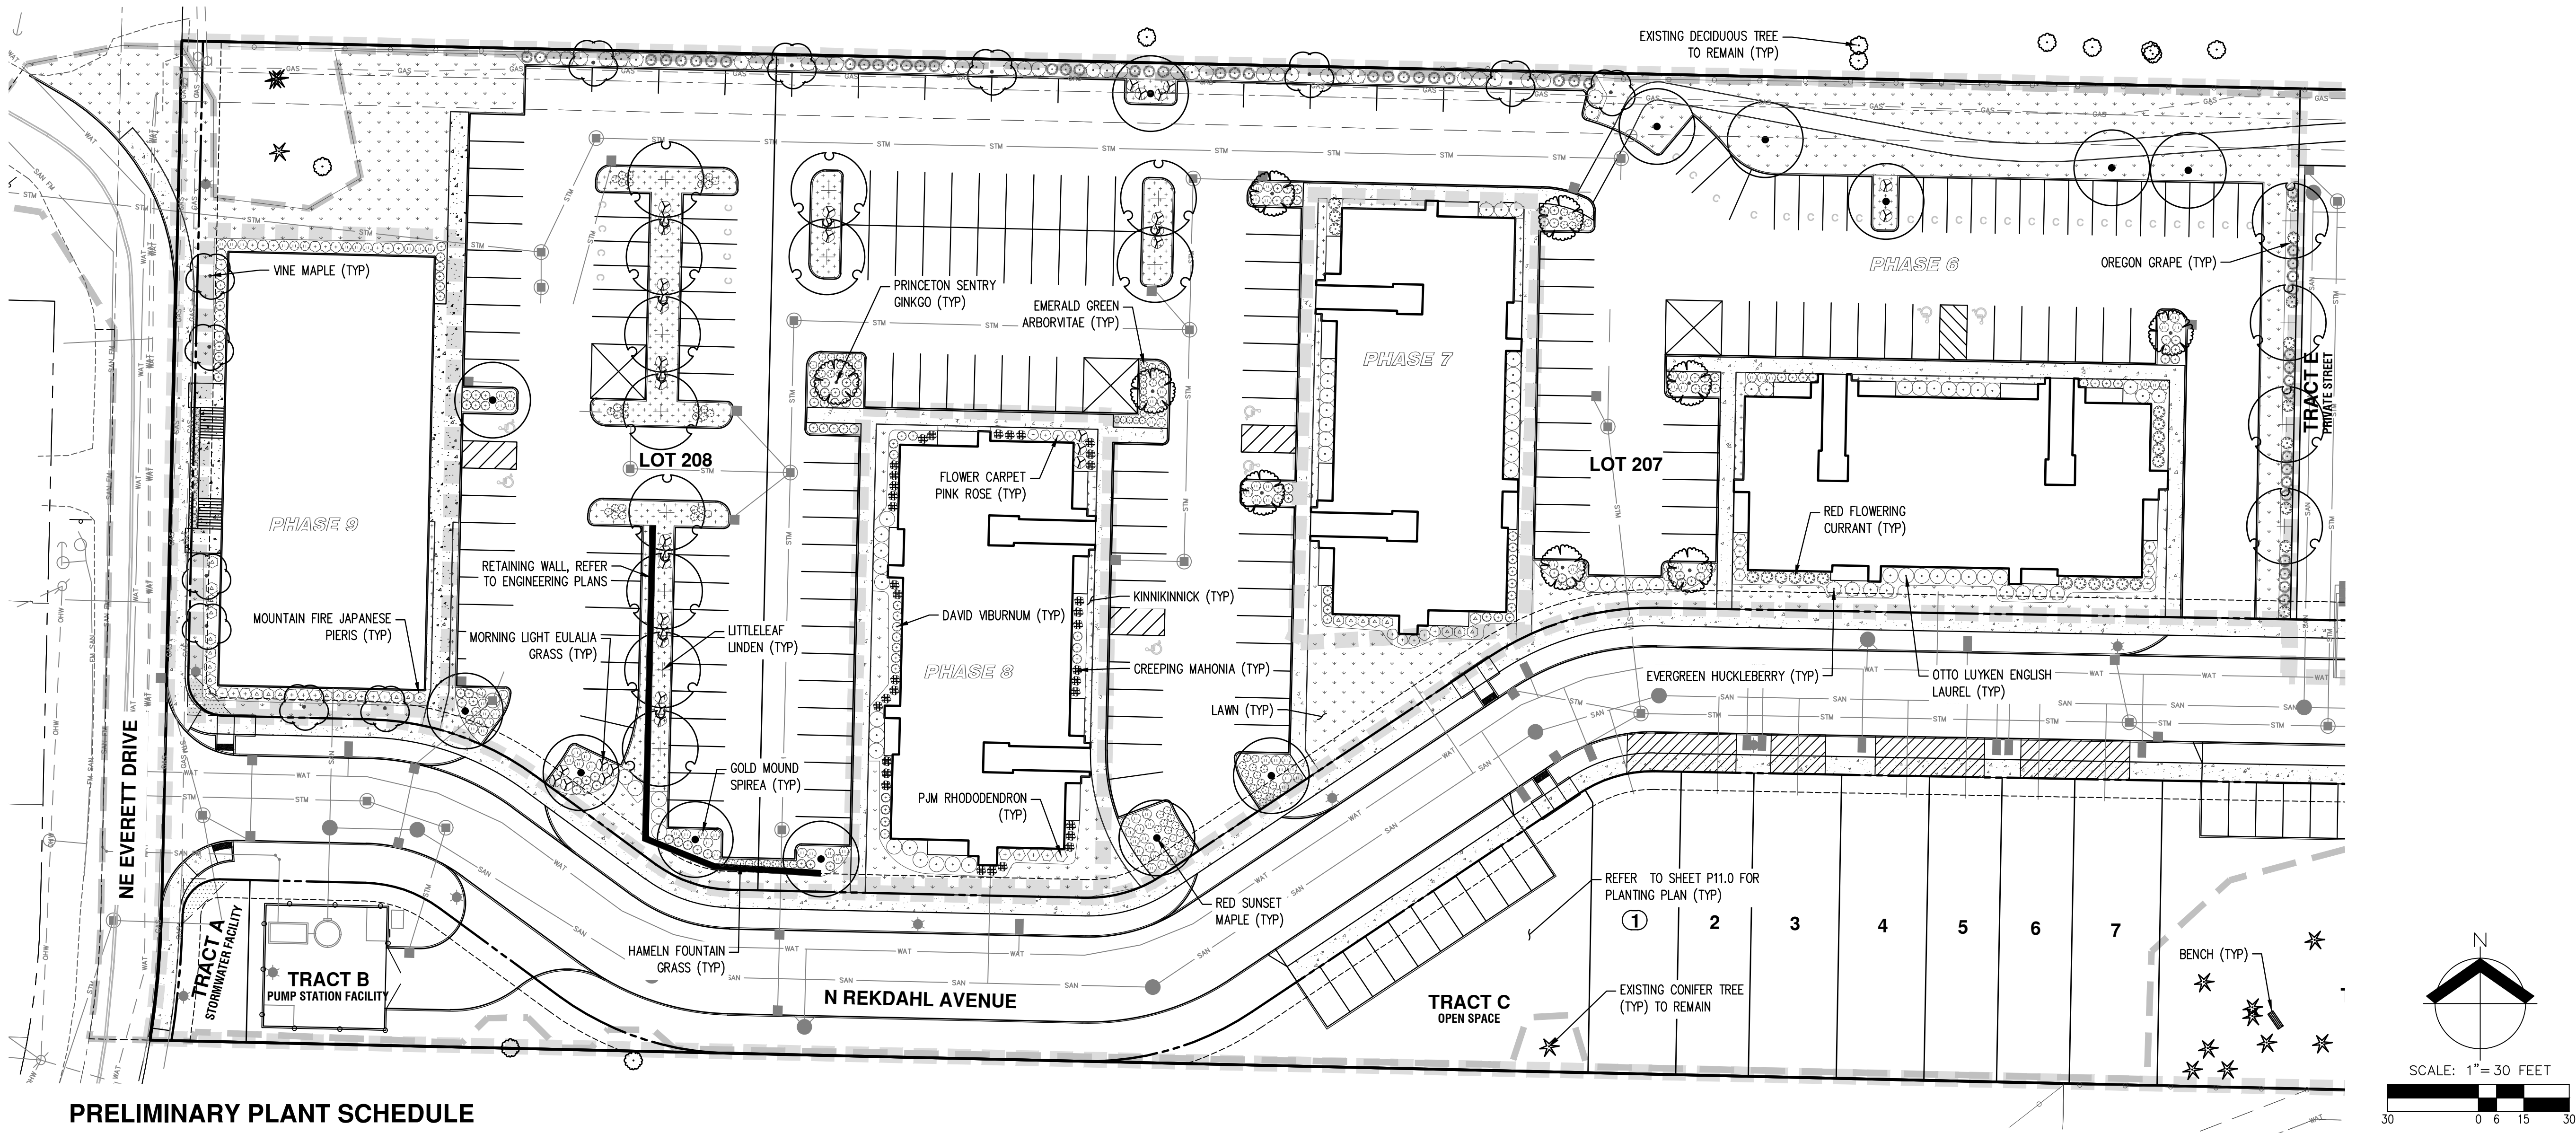 EXISTING DECIDUOUS TREE
TO REMAIN (TYP)
VINE MAPLE (TYP)
PRINCETON SENTRY
GINKGO (TYP)
EMERALD GREEN
ARBORVITAE (TYP)
PHASE 6
OREGON GRAPE (TYP)
PHASE 7
TRACT E
PRIVATE STREET
LOT 208
LOT 207
FLOWER CARPET
PINK ROSE (TYP)
PHASE 9
RED FLOWERING
CURRANT (TYP)
RETAINING WALL, REFER
TO ENGINEERING PLANS
KINNIKINNICK (TYP)
DAVID VIBURNUM (TYP)
MOUNTAIN FIRE JAPANESE
PIERIS (TYP)
MORNING LIGHT EULALIA
GRASS (TYP)
LITTLELEAF
LINDEN (TYP)
PHASE 8
CREEPING MAHONIA (TYP)
EVERGREEN HUCKLEBERRY (TYP)
OTTO LUYKEN ENGLISH
LAUREL (TYP)
LAWN (TYP)
NE EVERETT DRIVE
GOLD MOUND
SPIREA (TYP)
PJM RHODODENDRON
(TYP)
REFER TO SHEET P11.0 FOR
PLANTING PLAN (TYP)
RED SUNSET
MAPLE (TYP)
1
2
3
4
5
6
7
HAMELN FOUNTAIN
GRASS (TYP)
TRACT A
STORMWATER FACILITY
TRACT B
PUMP STATION FACILITY
N REKDAHL AVENUE
TRACT C
OPEN SPACE
EXISTING CONIFER TREE
(TYP) TO REMAIN
BENCH (TYP)
N
SCALE: 1"= 30 FEET
30 0 6 15 30
PRELIMINARY PLANT SCHEDULE